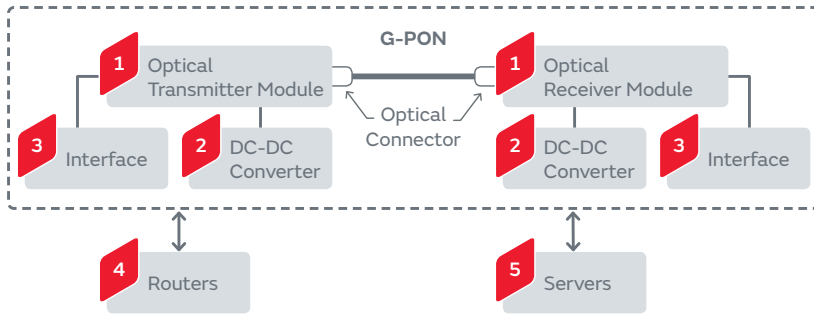 G-PON
1
Optical
Transmitter Module
1
Optical
Receiver Module
Optical
Connector
3
Interface
2
DC-DC
Converter
2
DC-DC
Converter
3
Interface
4
Routers
5
Servers